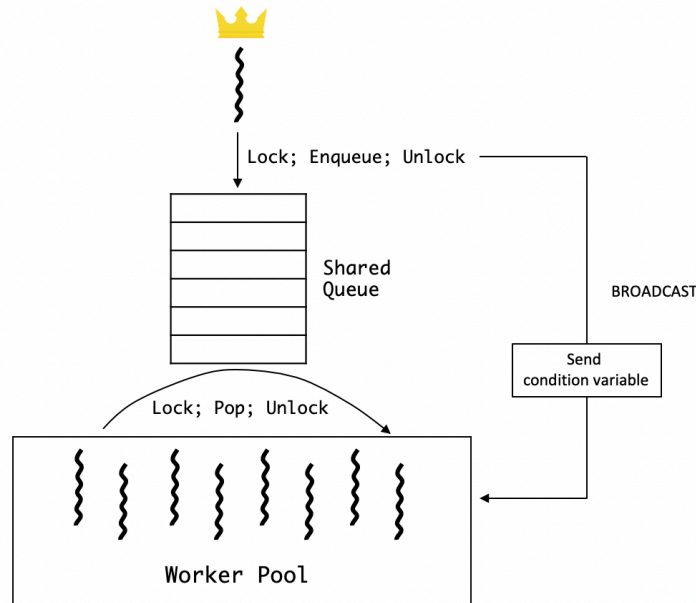 Lock; Enqueue; Unlock
Shared
Queue
BROADCAST
Send
condition variable
Lock; Pop; Unlock
Worker Pool